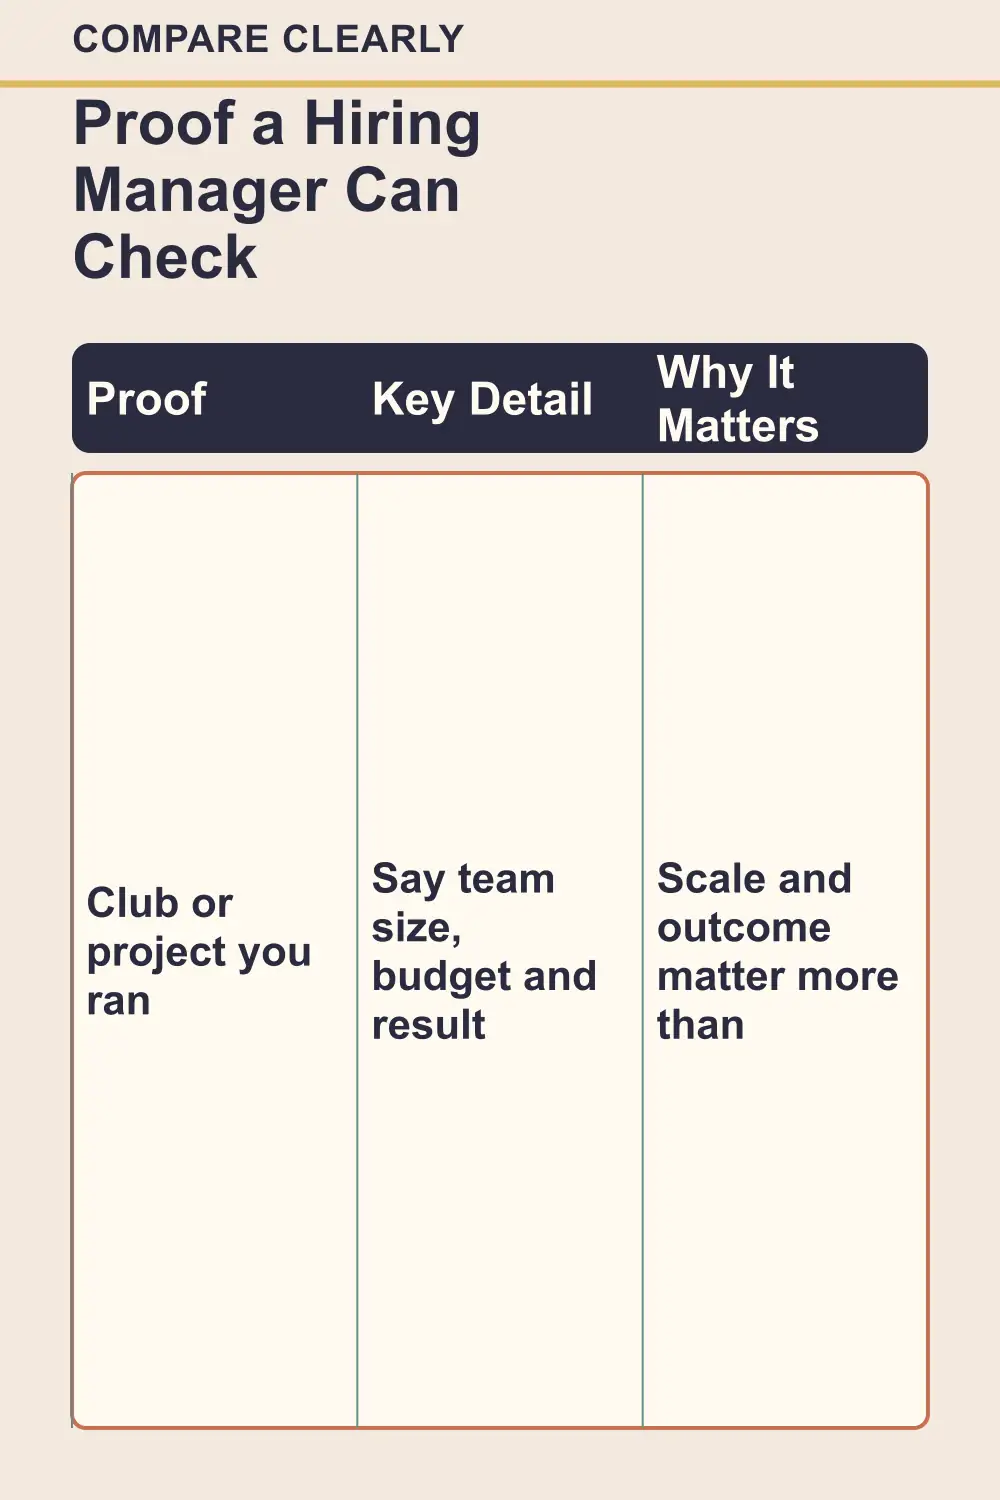 COMPARE CLEARLY
Proof a Hiring
Manager Can
Check
Proof
Key Detail
Why It
Matters
Club or
project you
ran
Say team
size,
budget and
result
Scale and
outcome
matter more
than